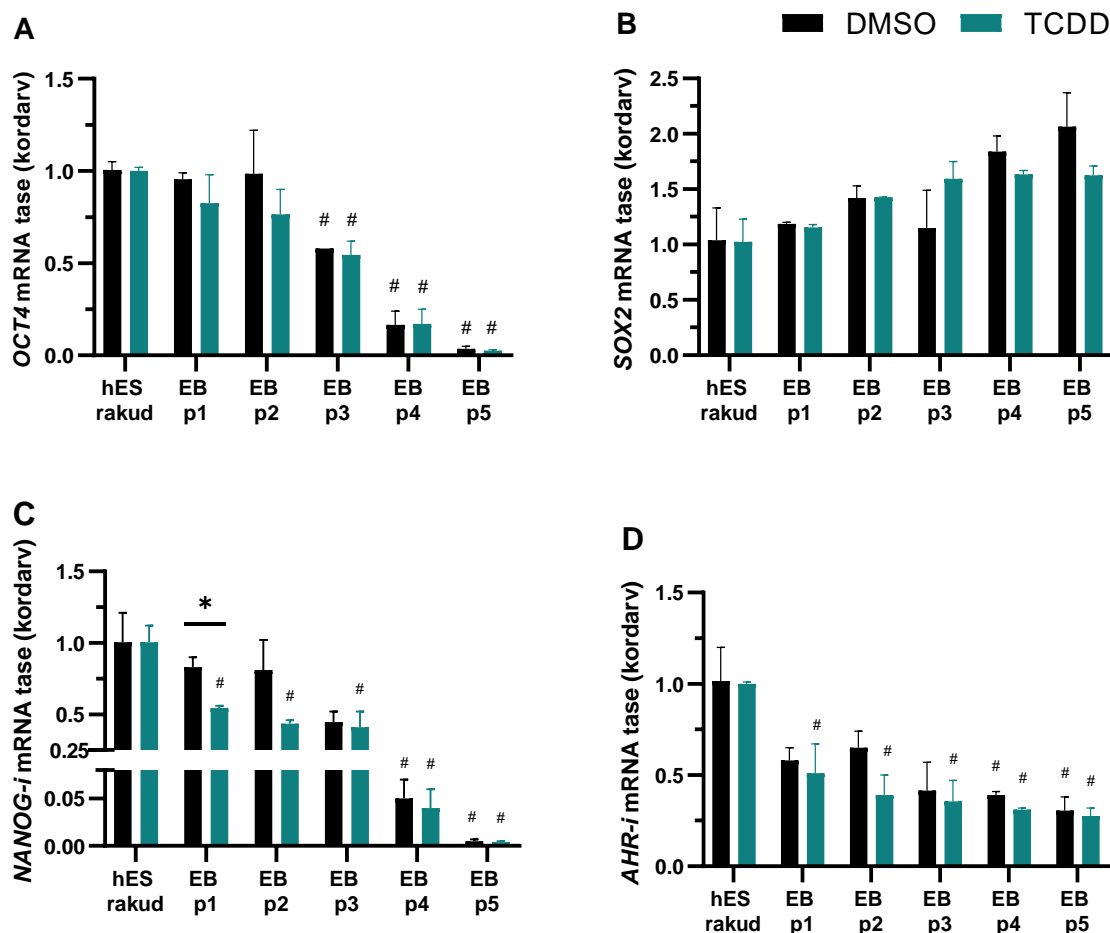 A
B
DMSO TCDD
OCT4 mRNA tase (kordarv)
1.5
1.0
0.5
0.0
# #
# #
# #
hES EB EB EB EB EB
rakud p1 p2 p3 p4 p5
SOX2 mRNA tase (kordarv)
2.5
2.0
1.5
1.0
0.5
0.0
hES EB EB EB EB EB
rakud p1 p2 p3 p4 p5
C
NANOG-i mRNA tase (kordarv)
1.5
1.0
0.5
0.25
0.05
0.00
*
# # #
# #
# #
hES EB EB EB EB EB
rakud p1 p2 p3 p4 p5
D
AHR-i mRNA tase (kordarv)
1.5
1.0
0.5
0.0
# # # # # # #
hES EB EB EB EB EB
rakud p1 p2 p3 p4 p5